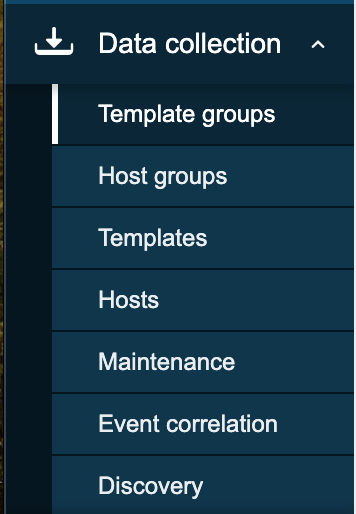 Data collection
Template groups
Host groups
Templates
Hosts
Maintenance
Event correlation
Discovery